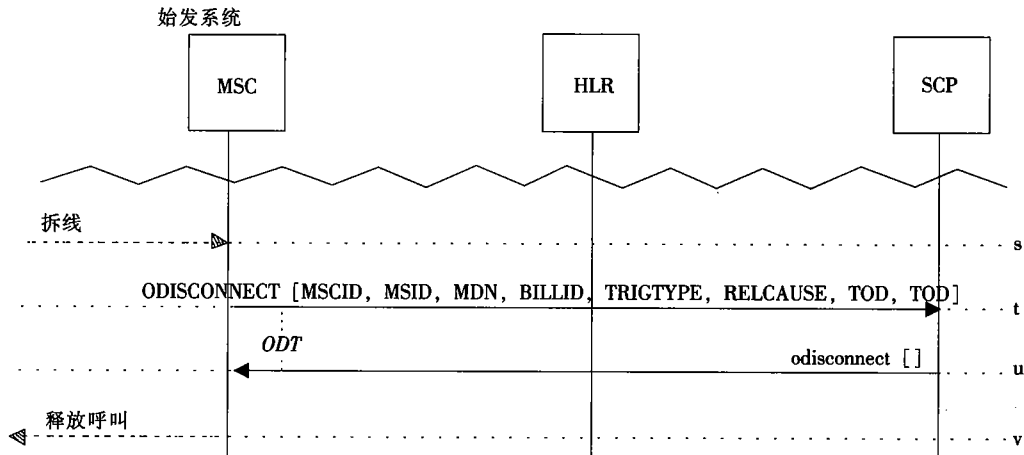 始发系统
MSC
HLR
SCP
拆线
s
ODISCONNECT [MSCID, MSID, MDN, BILLID, TRIGTYPE, RELCAUSE, TOD, TOD]
t
ODT
odisconnect []
u
释放呼叫
v